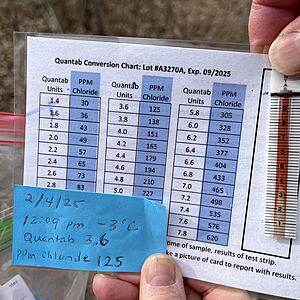 Quantab Conversion Chart: Lot #A3270A, Exp. 09/2025
Quantab Units PPM Chloride Quantab Units PPM Chloride Quantab Units PPM Chloride
1.4 30 3.6 125 5.8 305
1.6 36 3.8 138 6.0 328
1.8 43 4.0 151 6.2 352
2.0 49 4.2 165 6.4 377
2.2 57 4.4 179 6.6 404
2.4 65 4.6 194 6.8 433
2.6 73 4.8 210 7.0 465
2.8 83 5.0 227 7.2 498
7.4 535
7.6 576
7.8 620
2/4/25
12:09 pm -3°C
Quantab 3.6
ppm chloride 125
time of sample, results of test strip.
ke a picture of card to report with results.